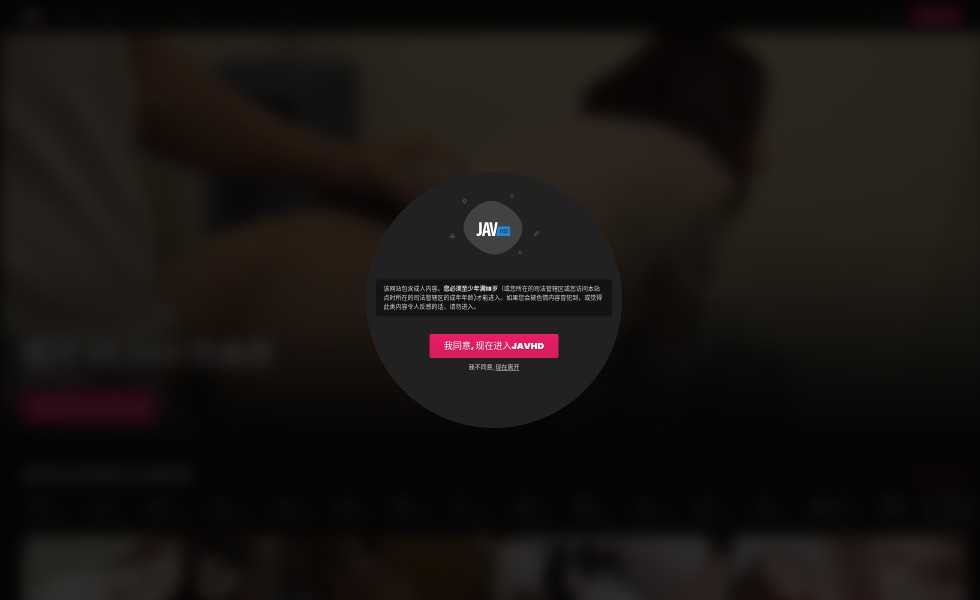 JAV HD
该网站包含成人内容。您必须至少年满18岁（或您所在的司法管辖区或您访问本站
点时所在的司法管辖区的成年年龄)才能进入。如果您会被色情内容冒犯到，或觉得
此类内容令人反感的话，请勿进入。
我同意, 现在进入JAVHD
我不同意, 现在离开